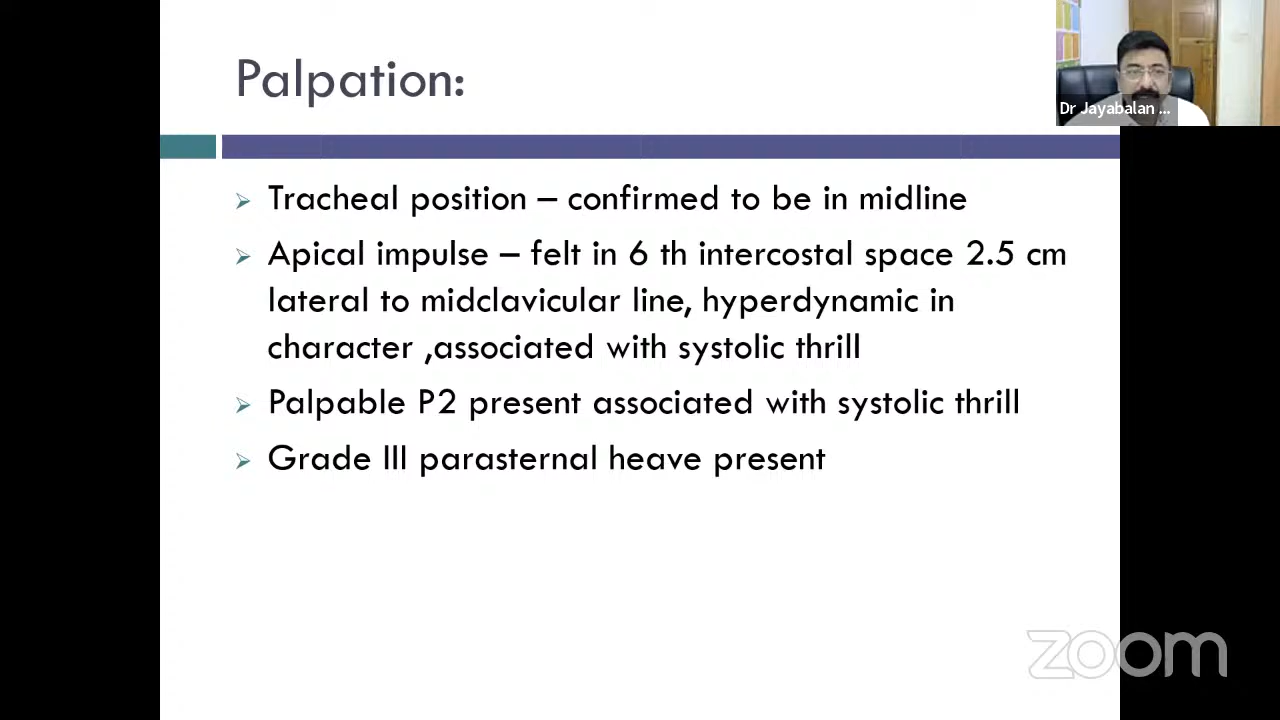 Palpation:
Dr Jayabalan ...
Tracheal position – confirmed to be in midline
Apical impulse – felt in 6 th intercostal space 2.5 cm
lateral to midclavicular line, hyperdynamic in
character ,associated with systolic thrill
Palpable P2 present associated with systolic thrill
Grade III parasternal heave present
zoom